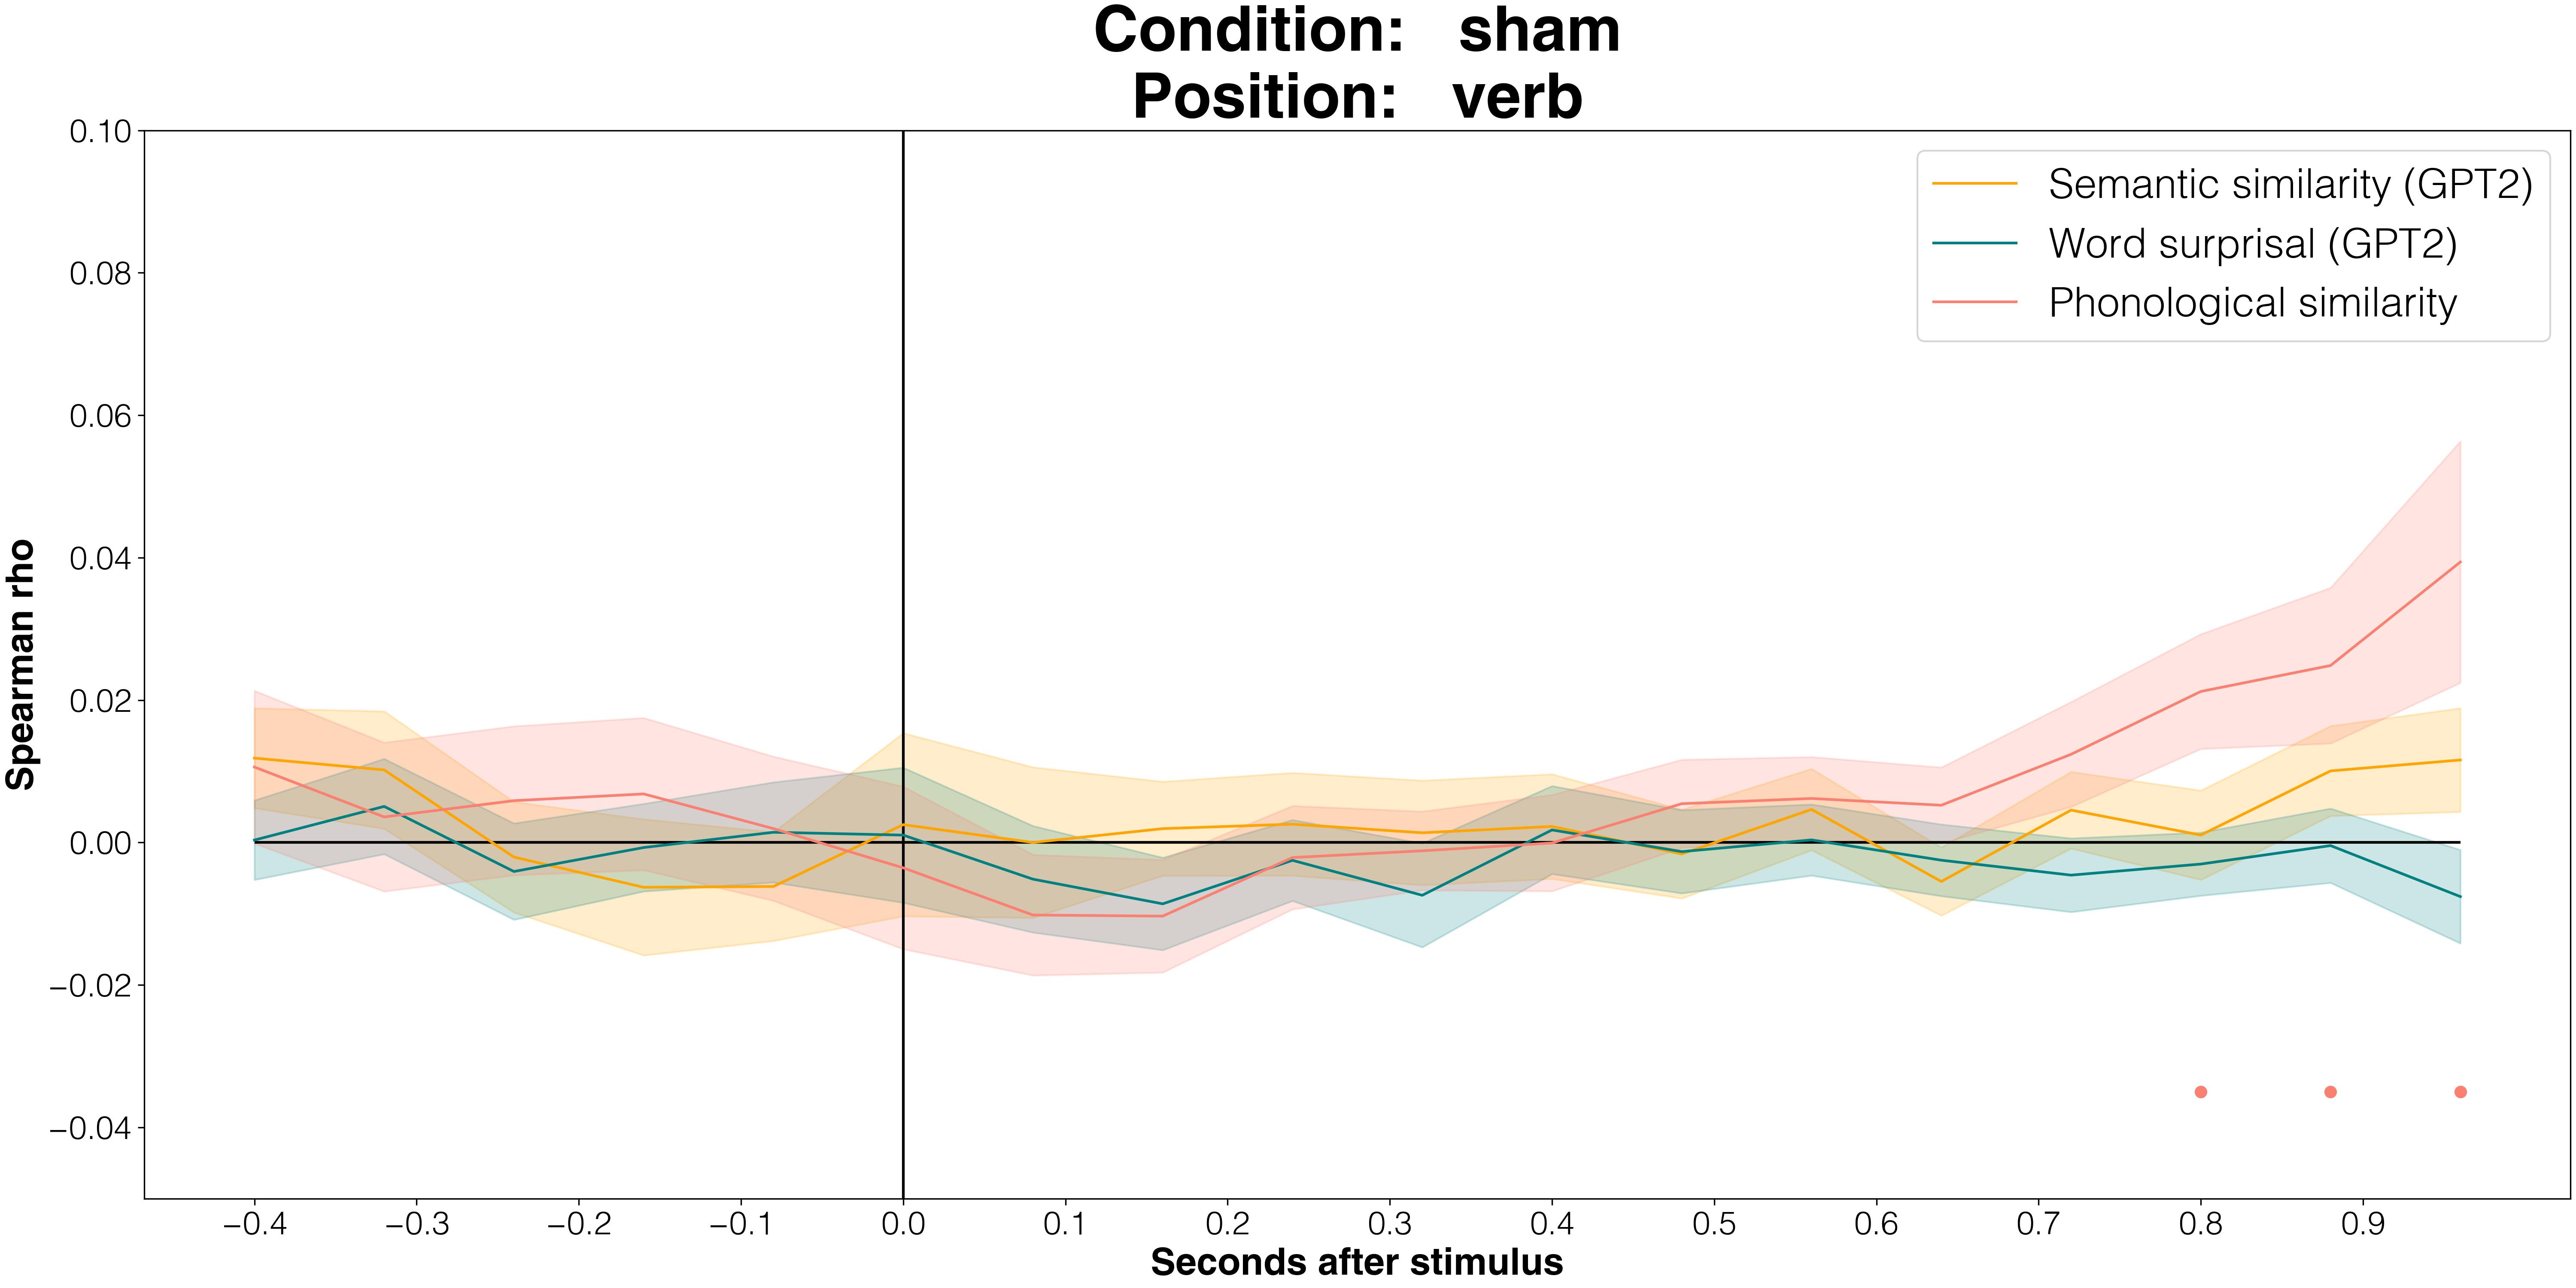 Condition:   sham
Position:   verb
0.10
0.08
0.06
0.04
0.02
0.00
−0.02
−0.04
Spearman rho
Semantic similarity (GPT2)
Word surprisal (GPT2)
Phonological similarity
−0.4 −0.3 −0.2 −0.1 0.0 0.1 0.2 0.3 0.4 0.5 0.6 0.7 0.8 0.9
Seconds after stimulus